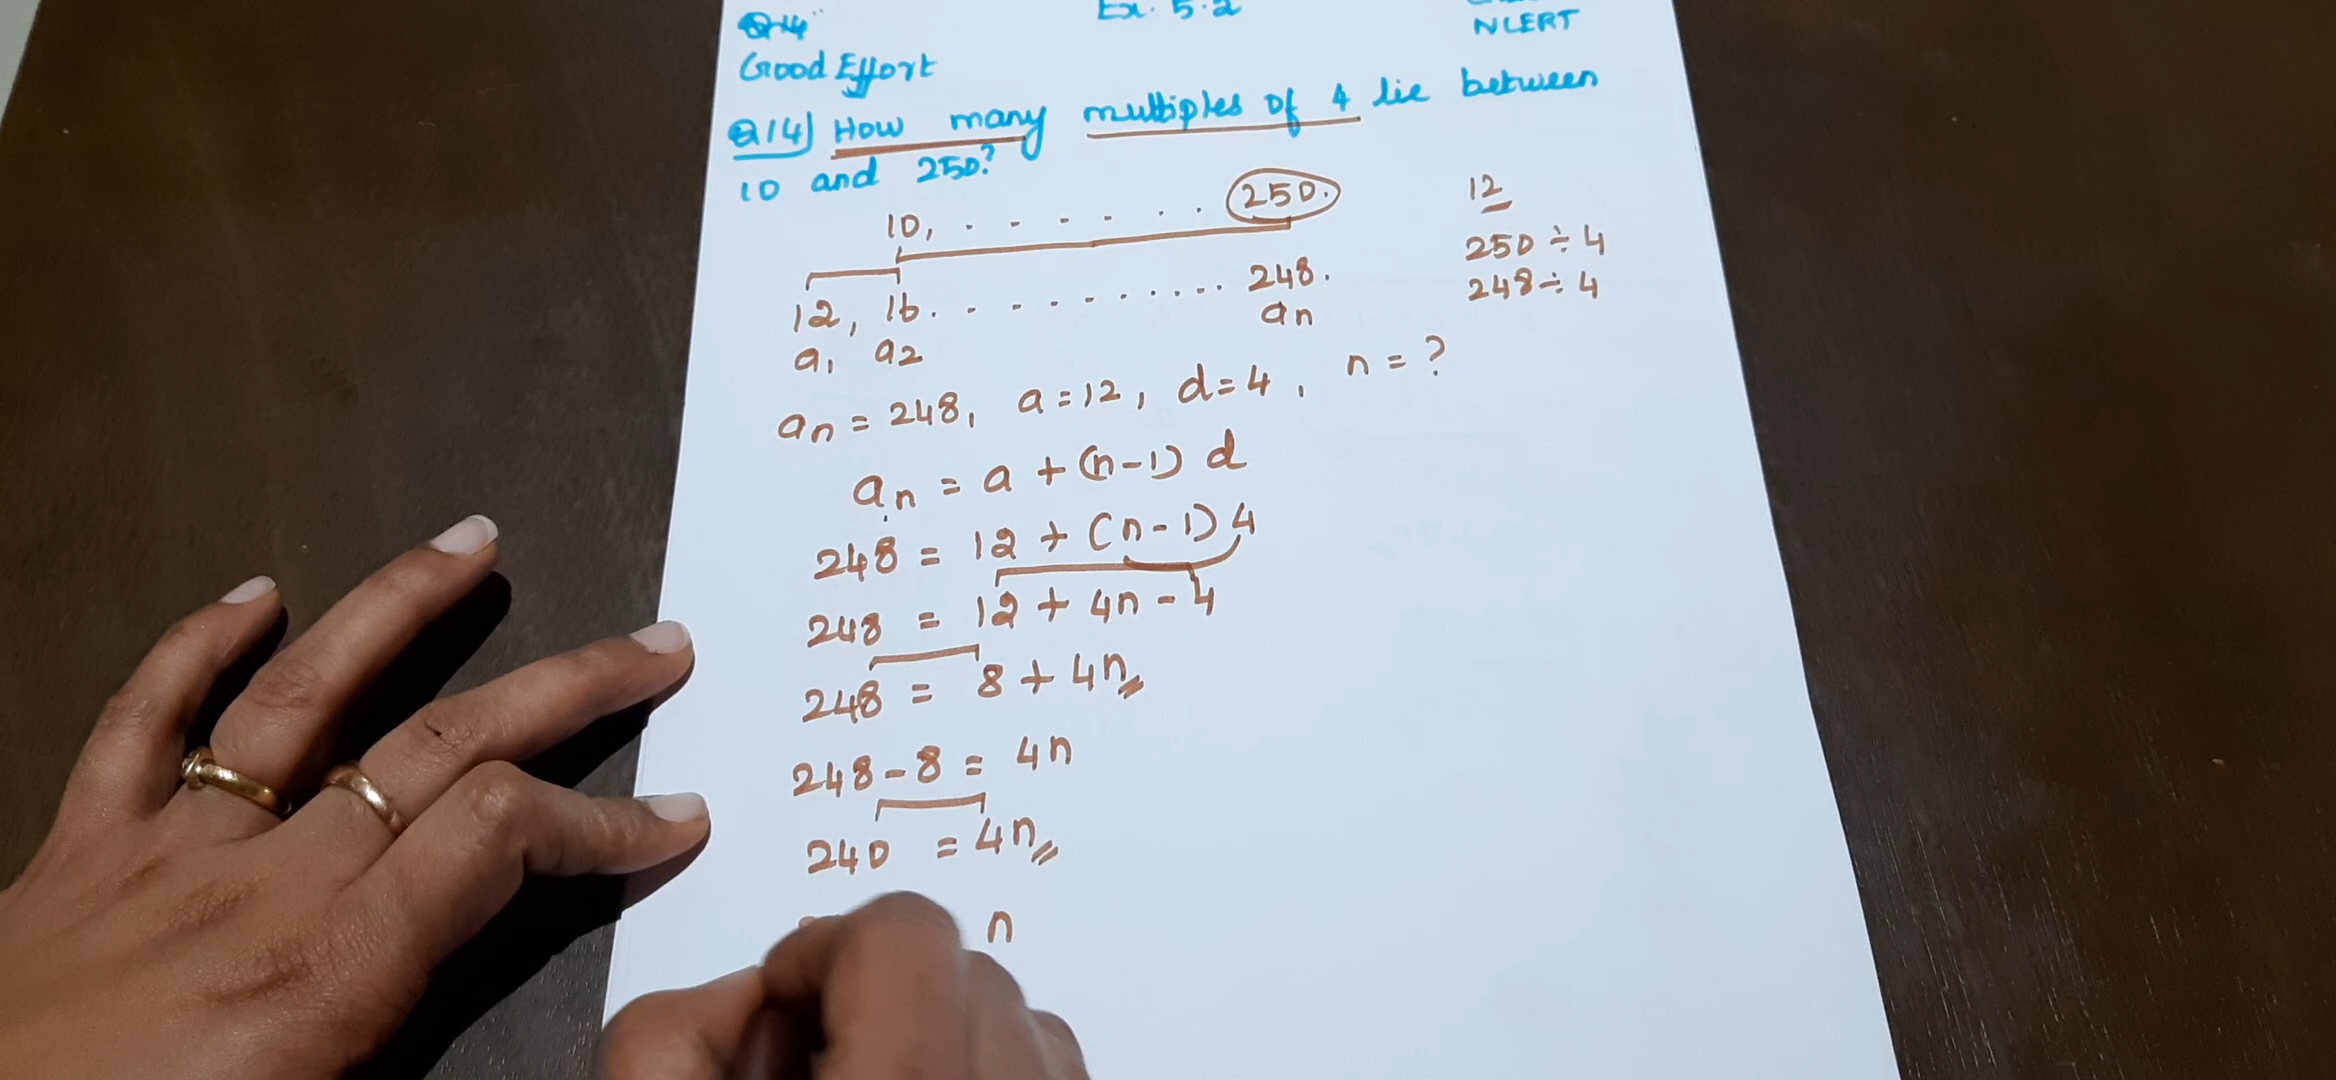 Ex. 5.2
NCERT
Good Effort
Q14) How many multiples of 4 lie between
10 and 250?
10, . . . . . . 250.
12
250 ÷ 4
12, 16. . . . . . . . . . . 248.
248 ÷ 4
a1 a2 an
an = 248, a = 12, d = 4, n = ?
an = a + (n-1) d
248 = 12 + (n-1) 4
248 = 12 + 4n - 4
248 = 8 + 4n
248 - 8 = 4n
240 = 4n
n